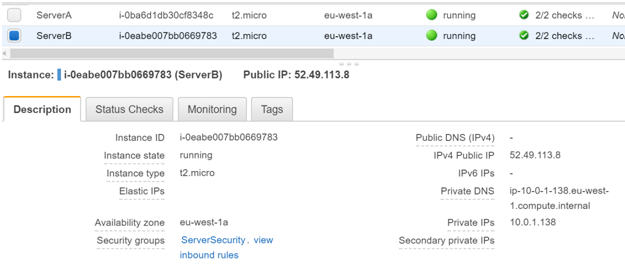 ServerA i-0ba6d1db30cf8348c t2.micro eu-west-1a running 2/2 checks ... Non
ServerB i-0eabe007bb0669783 t2.micro eu-west-1a running 2/2 checks ... Non
Instance: i-0eabe007bb0669783 (ServerB) Public IP: 52.49.113.8
Description Status Checks Monitoring Tags
Instance ID i-0eabe007bb0669783 Public DNS (IPv4) -
Instance state running IPv4 Public IP 52.49.113.8
Instance type t2.micro IPv6 IPs -
Elastic IPs Private DNS ip-10-0-1-138.eu-west-
1.compute.internal
Availability zone eu-west-1a Private IPs 10.0.1.138
Security groups ServerSecurity. view Secondary private IPs
inbound rules